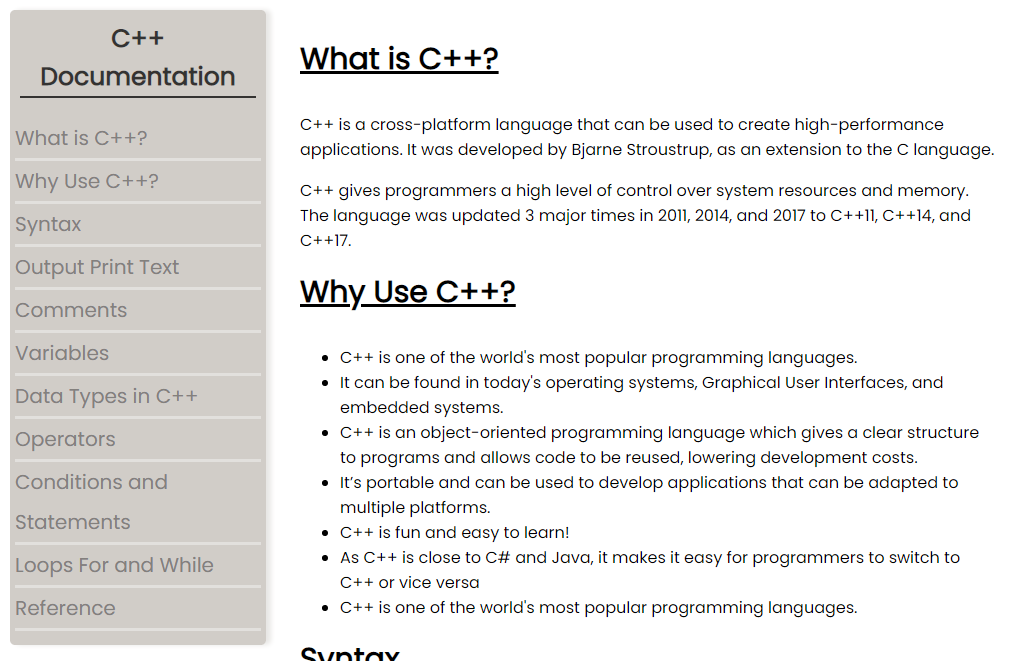 C++
Documentation
What is C++?
Why Use C++?
Syntax
Output Print Text
Comments
Variables
Data Types in C++
Operators
Conditions and
Statements
Loops For and While
Reference
What is C++?
C++ is a cross-platform language that can be used to create high-performance
applications. It was developed by Bjarne Stroustrup, as an extension to the C language.
C++ gives programmers a high level of control over system resources and memory.
The language was updated 3 major times in 2011, 2014, and 2017 to C++11, C++14, and
C++17.
Why Use C++?
C++ is one of the world's most popular programming languages.
It can be found in today's operating systems, Graphical User Interfaces, and
embedded systems.
C++ is an object-oriented programming language which gives a clear structure
to programs and allows code to be reused, lowering development costs.
It’s portable and can be used to develop applications that can be adapted to
multiple platforms.
C++ is fun and easy to learn!
As C++ is close to C# and Java, it makes it easy for programmers to switch to
C++ or vice versa
C++ is one of the world's most popular programming languages.
Syntax